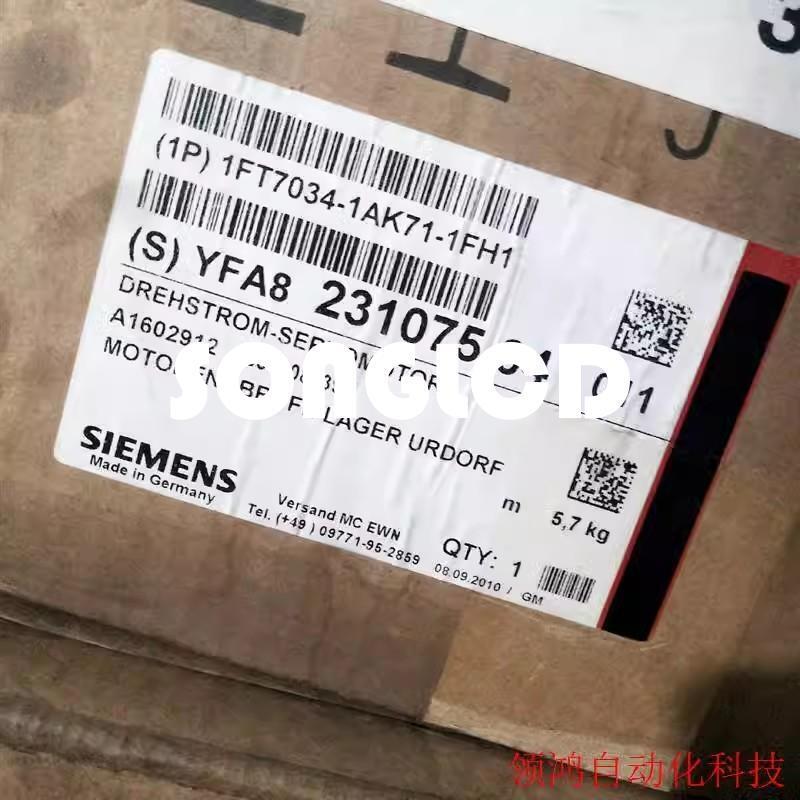 (1P) 1FT7034-1AK71-1FH1
(S) YFA8 231075
DREHSTROM-SERVOMOTOR
A1602912
LAGER URDORF
SONGLCD
SIEMENS
Made in Germany
Versand MC EWN
Tel. (+49 ) 09771-95-2859
m 5,7 kg
QTY: 1
08.09.2010 / GM
领鸿自动化科技